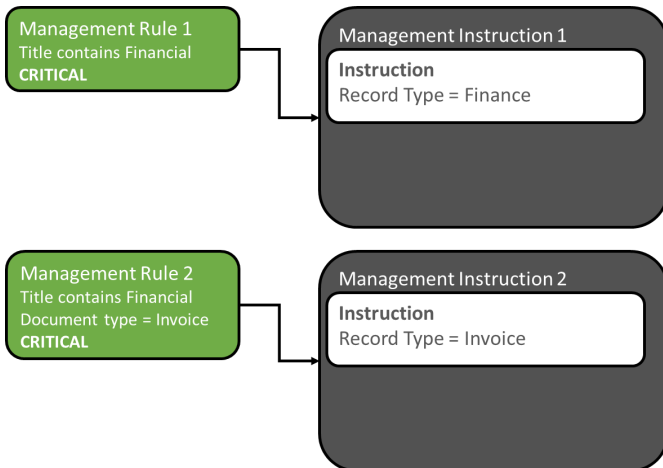 Management Rule 1
Title contains Financial
CRITICAL
Management Instruction 1
Instruction
Record Type = Finance
Management Rule 2
Title contains Financial
Document type = Invoice
CRITICAL
Management Instruction 2
Instruction
Record Type = Invoice